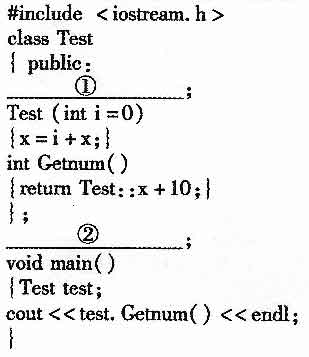 #include <iostream.h>
class Test
{ public:
①;
Test (int i=0)
{x=i+x;}
int Getnum()
{return Test::x+10;}
};
②;
void main()
{Test test;
cout<<test.Getnum()<<endl;
}